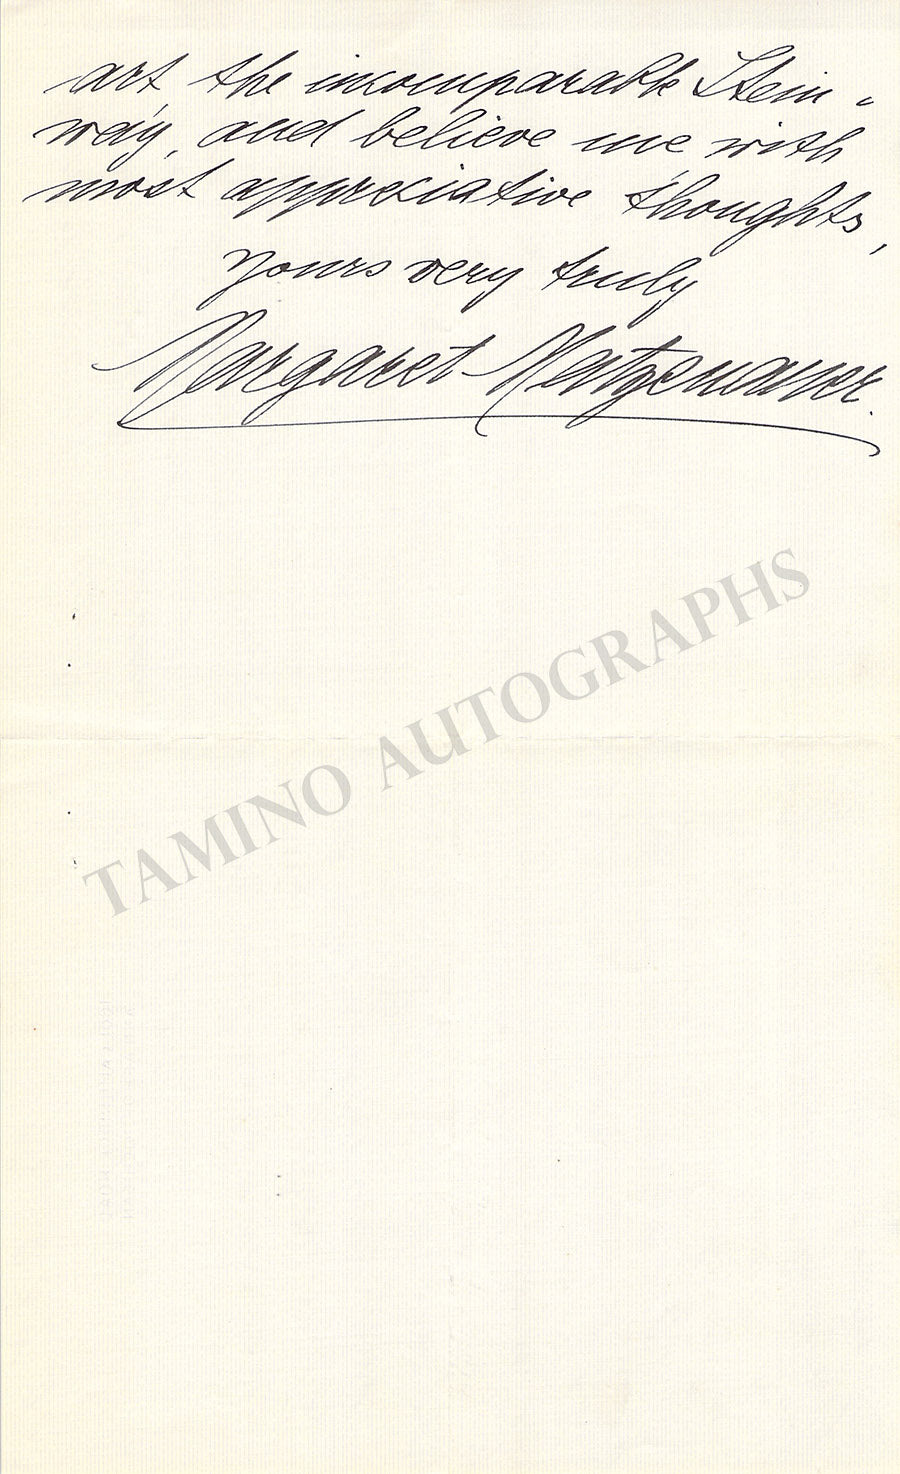 art the incomparable Stein-
way, and believe me with
most appreciative thoughts,
yours very truly
Margaret Matzenauer.
TAMINO AUTOGRAPHS